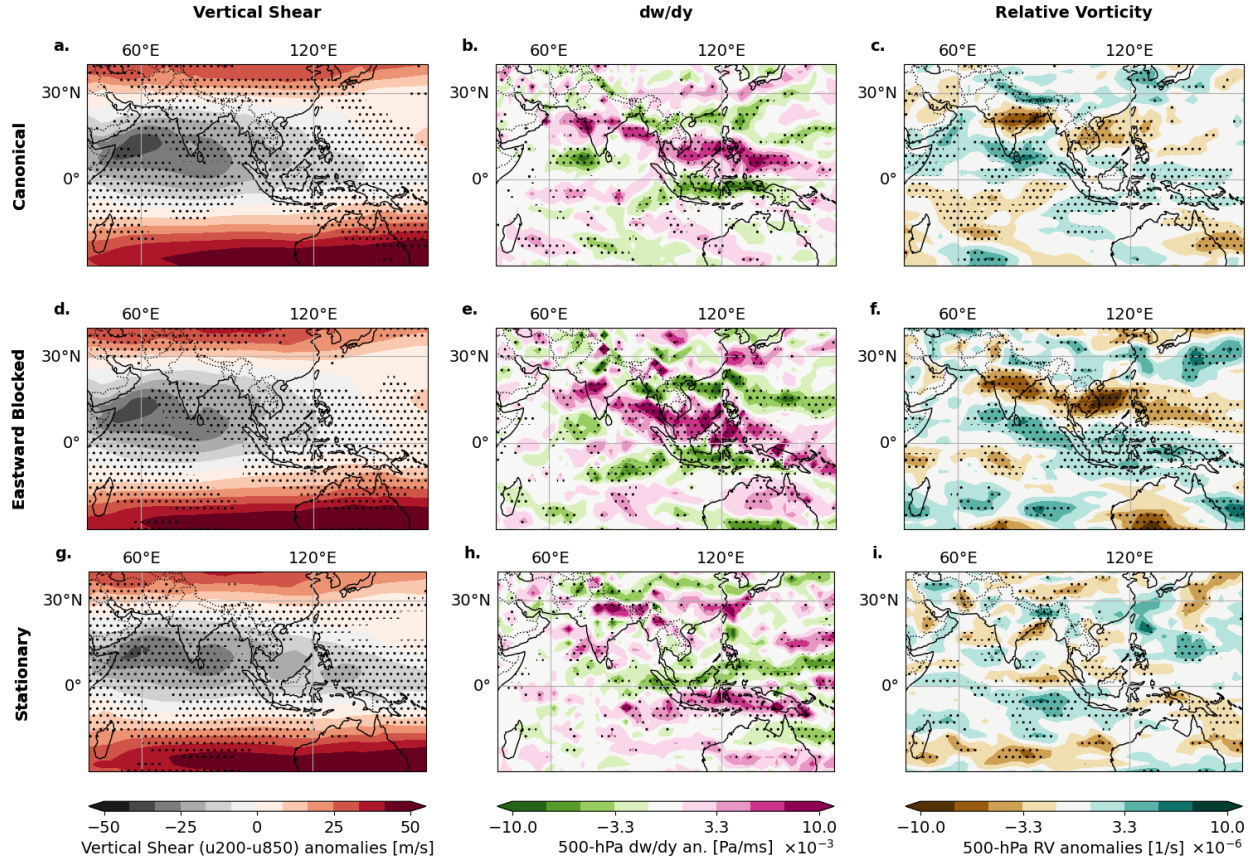 Vertical Shear dw/dy Relative Vorticity
a. 60°E 120°E b. 60°E 120°E c. 60°E 120°E
30°N 30°N 30°N
Canonical
0° 0° 0°
d. 60°E 120°E e. 60°E 120°E f. 60°E 120°E
30°N 30°N 30°N
Eastward Blocked
0° 0° 0°
g. 60°E 120°E h. 60°E 120°E i. 60°E 120°E
30°N 30°N 30°N
Stationary
0° 0° 0°
−50 −25 0 25 50 −10.0 −3.3 3.3 10.0 −10.0 −3.3 3.3 10.0
Vertical Shear (u200-u850) anomalies [m/s] 500-hPa dw/dy an. [Pa/ms] ×10⁻³ 500-hPa RV anomalies [1/s] ×10⁻⁶